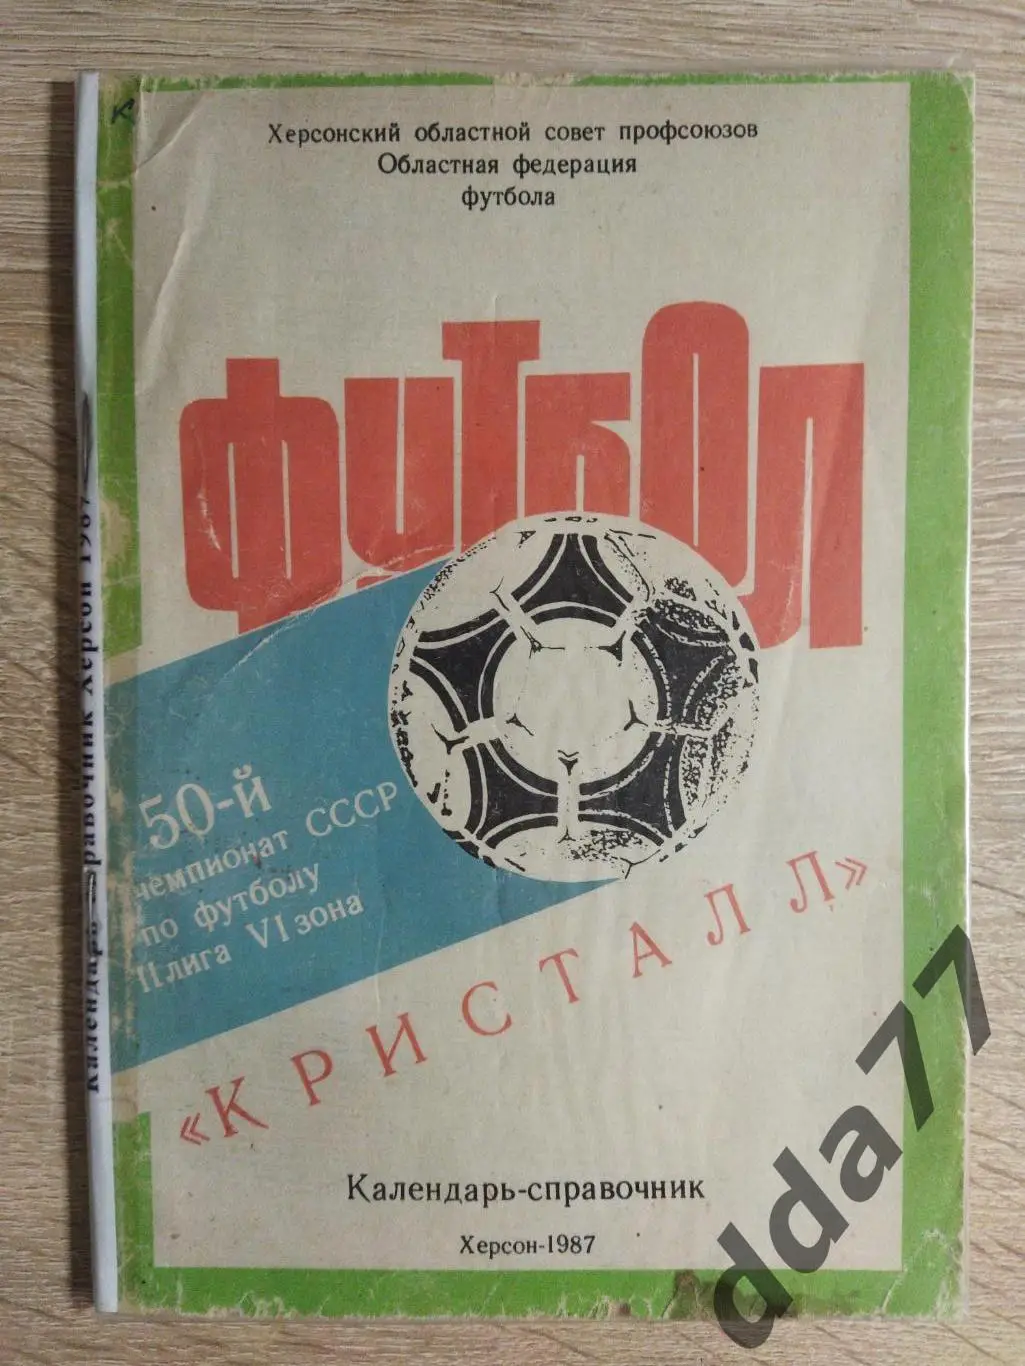 Херсонский областной совет профсоюзов
Областная федерация
футбола
ФУТБОЛ
50-й
чемпионат СССР
по футболу
II лига VI зона
«КРИСТАЛЛ»
Календарь-справочник
Херсон-1987
Календарь-справочник Херсон 1987
dda77